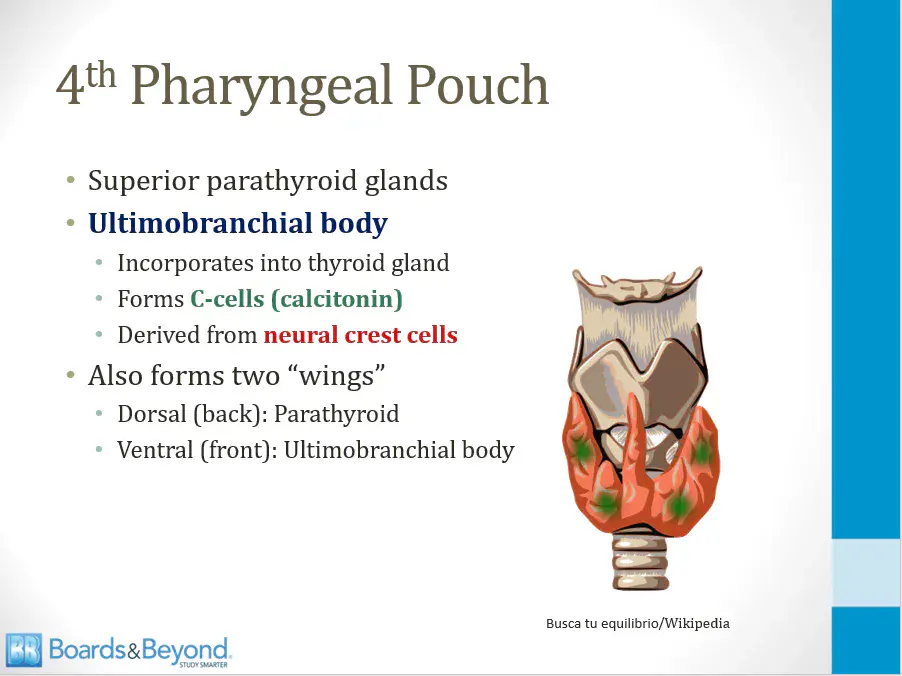 4th Pharyngeal Pouch
• Superior parathyroid glands
• Ultimobranchial body
• Incorporates into thyroid gland
• Forms C-cells (calcitonin)
• Derived from neural crest cells
• Also forms two “wings”
• Dorsal (back): Parathyroid
• Ventral (front): Ultimobranchial body
Busca tu equilibrio/Wikipedia
BB Boards&Beyond.
STUDY SMARTER